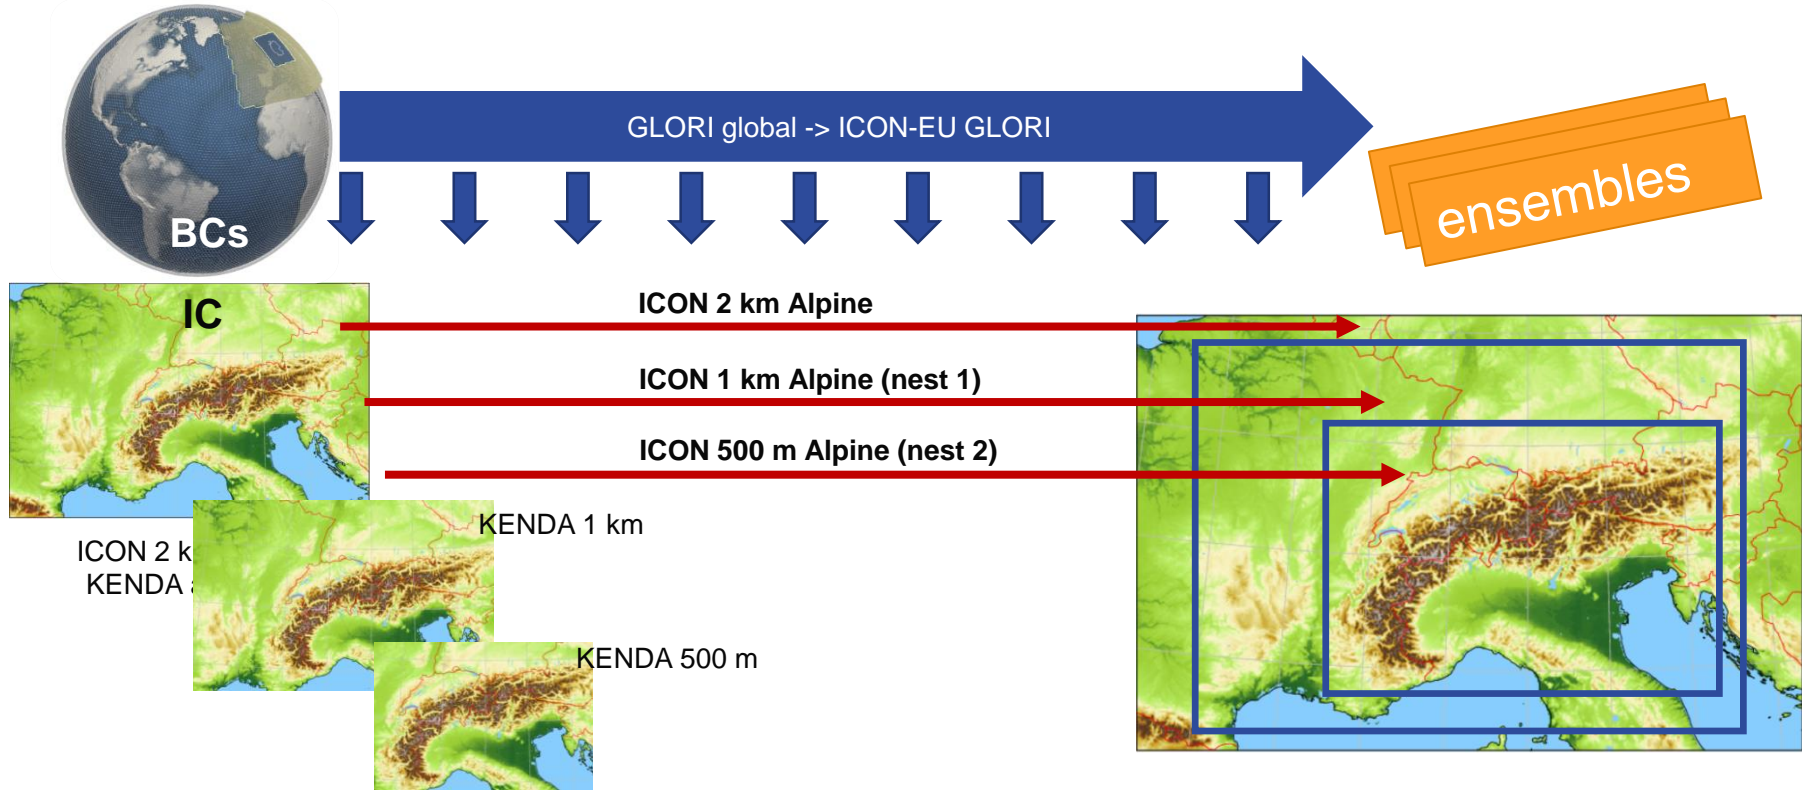 BCs
GLORI global -> ICON-EU GLORI
ensembles
IC
ICON 2 km Alpine
ICON 1 km Alpine (nest 1)
ICON 500 m Alpine (nest 2)
ICON 2
KENDA
KENDA 1 km
KENDA 500 m